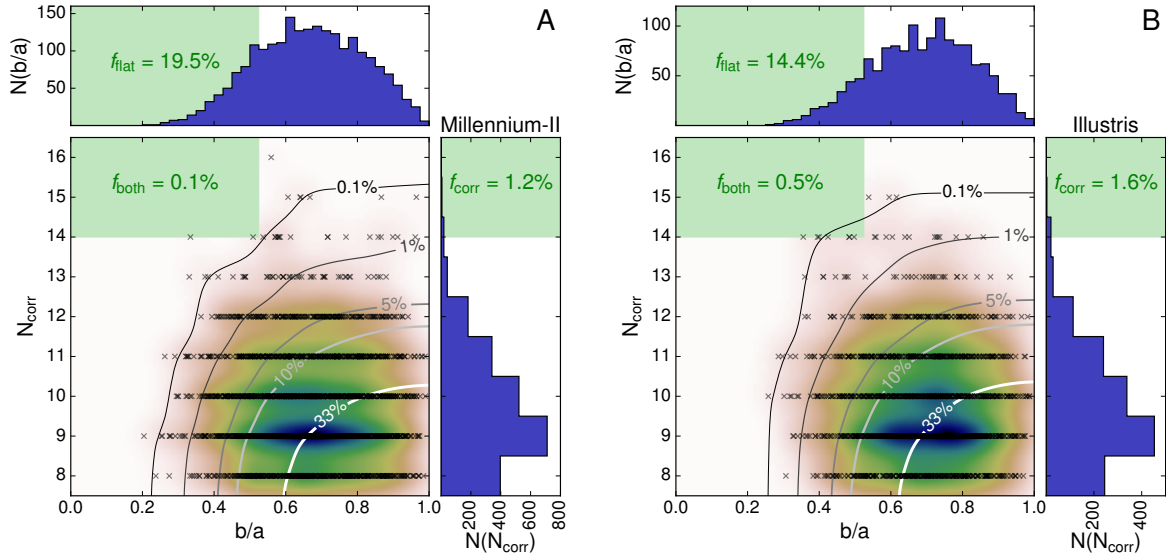 A
N(b/a)
150
100
50
f_flat = 19.5%
Millennium-II
N_corr
16
15
14
13
12
11
10
9
8
f_both = 0.1%
f_corr = 1.2%
0.1%
1%
5%
10%
33%
0.0 0.2 0.4 0.6 0.8 1.0
b/a
200 400 600 800
N(N_corr)
B
N(b/a)
100
50
f_flat = 14.4%
Illustris
N_corr
16
15
14
13
12
11
10
9
8
f_both = 0.5%
f_corr = 1.6%
0.1%
1%
5%
10%
33%
0.0 0.2 0.4 0.6 0.8 1.0
b/a
200 400
N(N_corr)